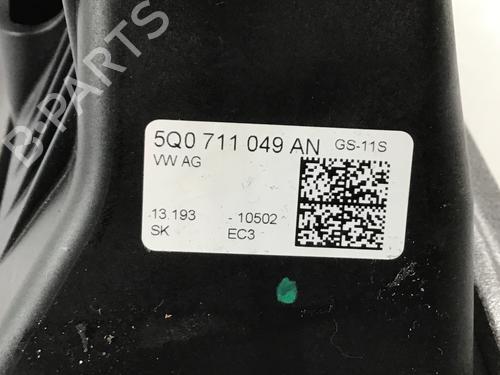 B-PARTS
5Q0 711 049 AN GS-11S
VW AG
13.193 - 10502
SK EC3